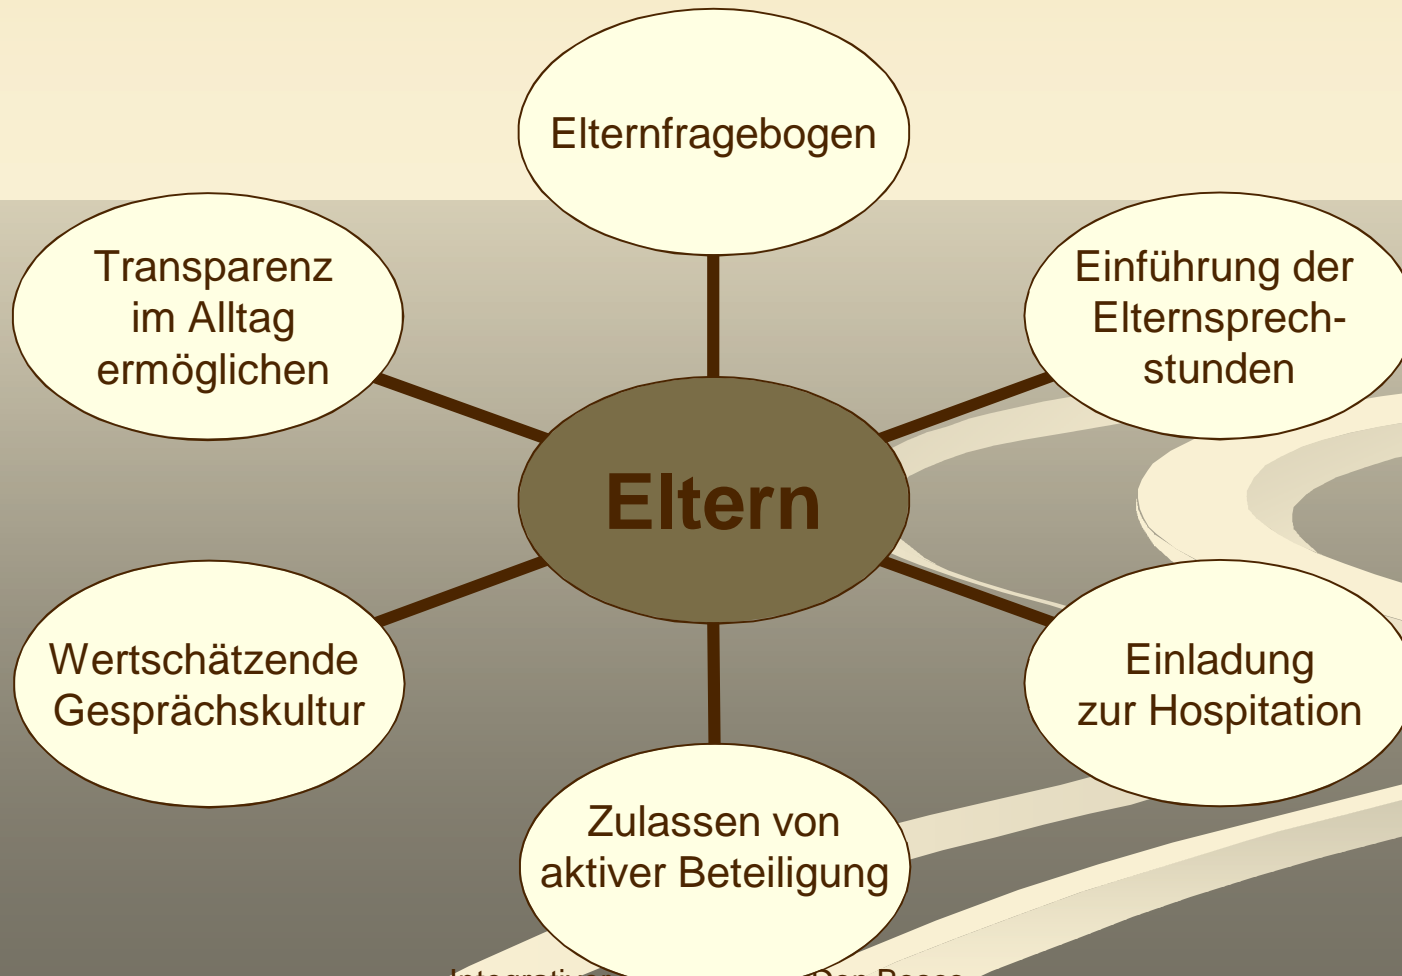 Elternfragebogen
Transparenz
im Alltag
ermöglichen
Einführung der
Elternsprech-
stunden
Eltern
Wertschätzende
Gesprächskultur
Einladung
zur Hospitation
Zulassen von
aktiver Beteiligung